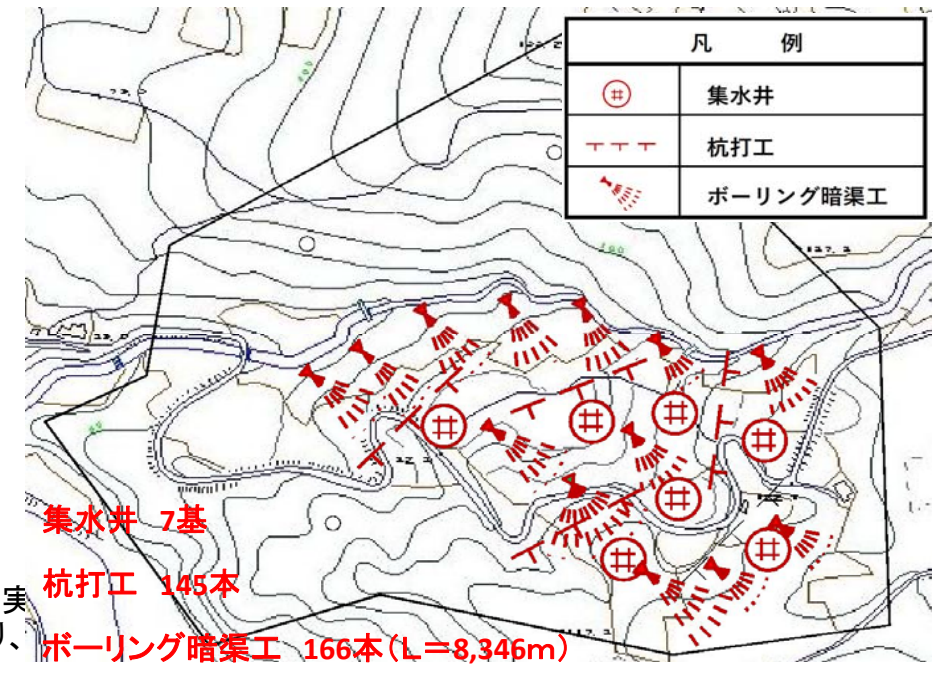 凡 例
集水井
杭打工
ボーリング暗渠工
集水井 7基
杭打工 145本
実
り、
ボーリング暗渠工 166本(L=8,346m)